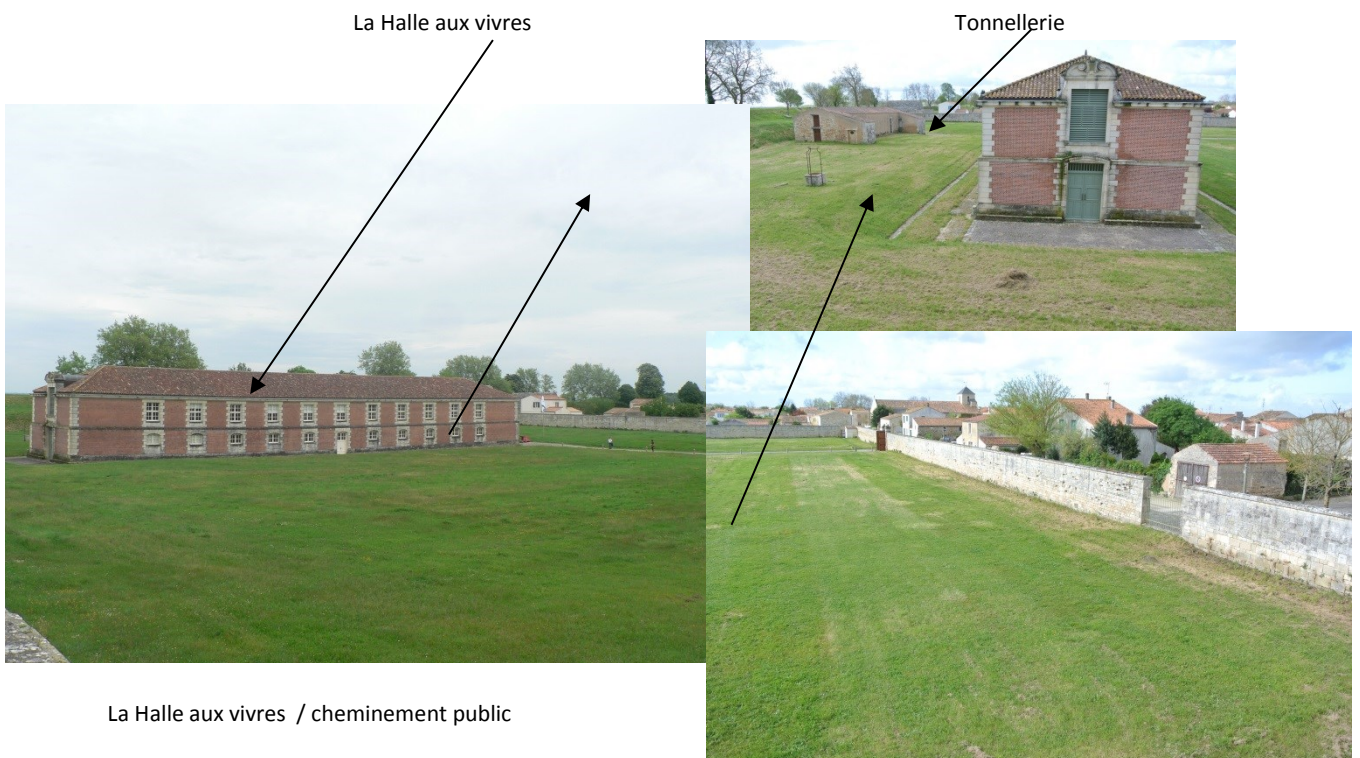 La Halle aux vivres
Tonnellerie
La Halle aux vivres / cheminement public